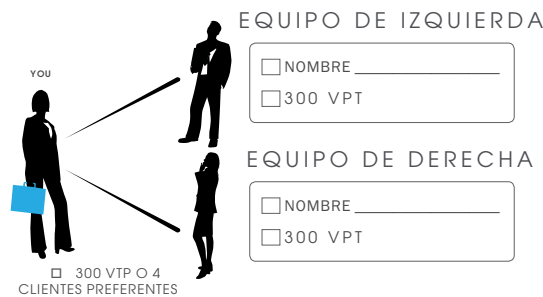 EQUIPO DE IZQUIERDA
YOU
NOMBRE
300 VPT
EQUIPO DE DERECHA
NOMBRE
300 VPT
300 VTP O 4
CLIENTES PREFERENTES